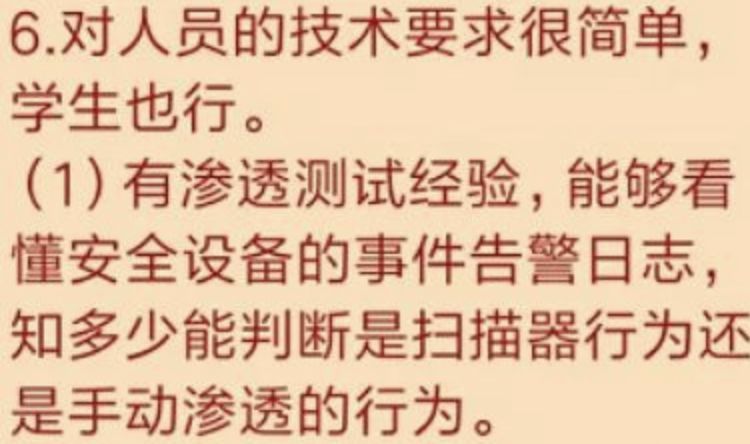 6.对人员的技术要求很简单，
学生也行。
（1）有渗透测试经验，能够看
懂安全设备的事件告警日志，
知多少能判断是扫描器行为还
是手动渗透的行为。